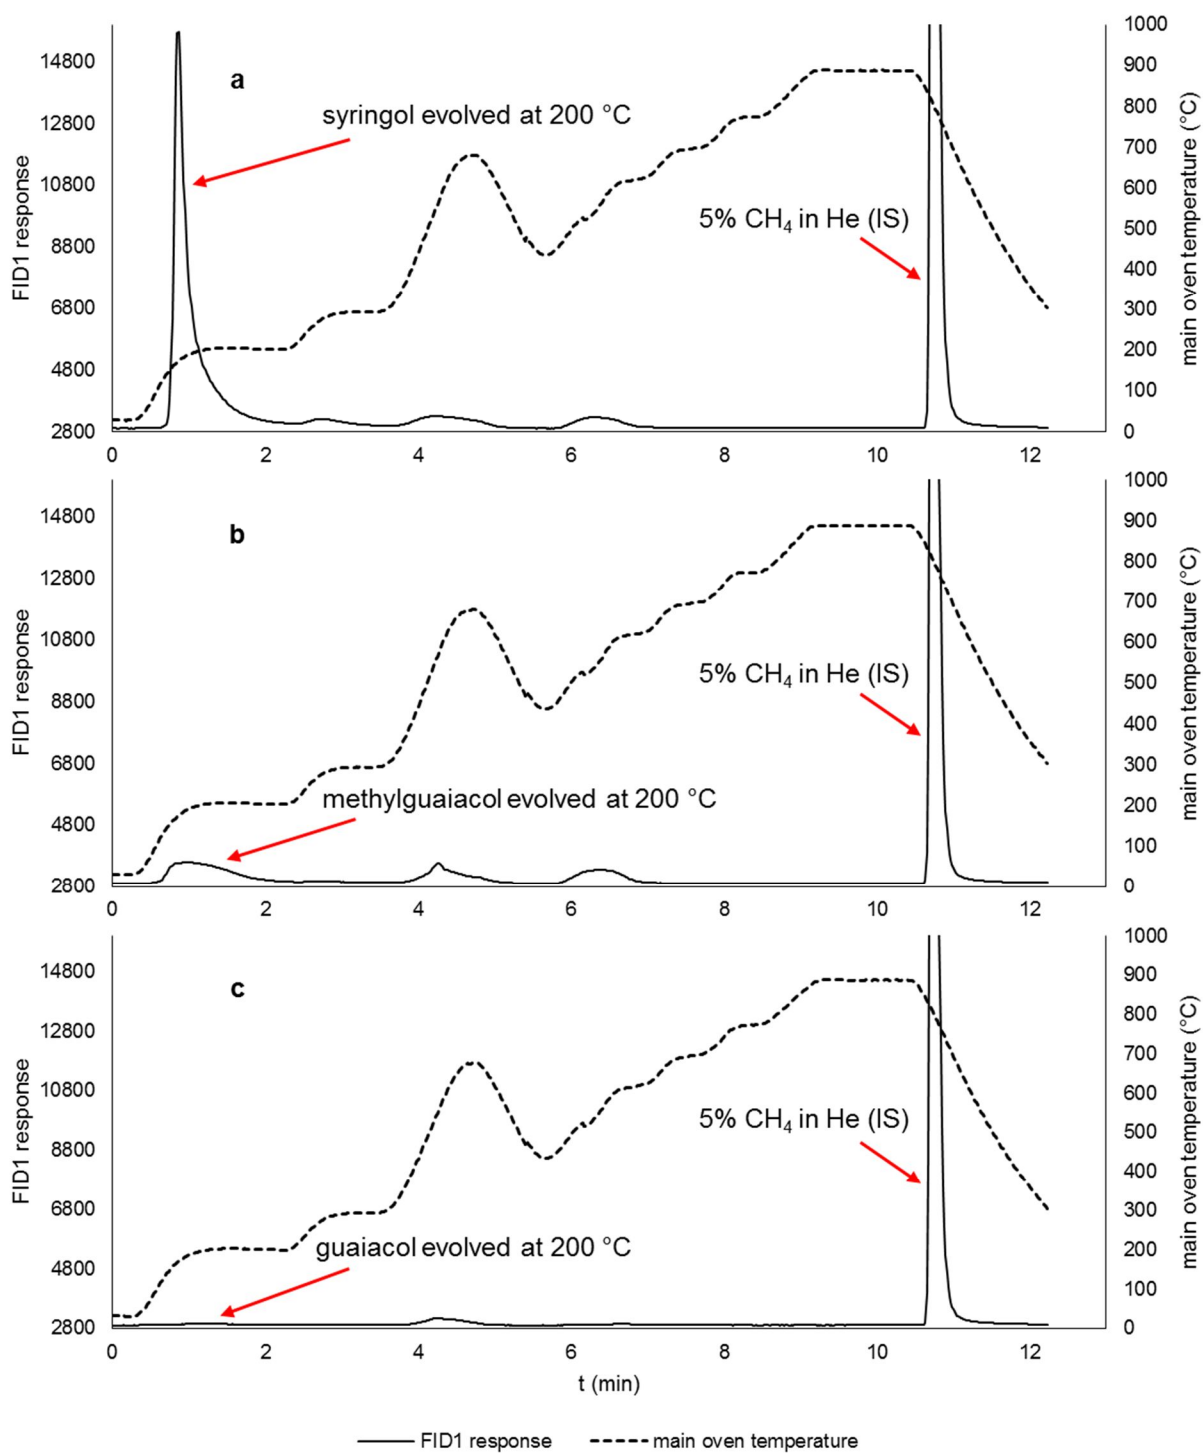 a
syringol evolved at 200 °C
5% CH₄ in He (IS)
FID1 response
14800
12800
10800
8800
6800
4800
2800
main oven temperature (°C)
1000
900
800
700
600
500
400
300
200
100
0
0 2 4 6 8 10 12
b
5% CH₄ in He (IS)
methylguaiacol evolved at 200 °C
FID1 response
14800
12800
10800
8800
6800
4800
2800
main oven temperature (°C)
1000
900
800
700
600
500
400
300
200
100
0
0 2 4 6 8 10 12
c
5% CH₄ in He (IS)
guaiacol evolved at 200 °C
FID1 response
14800
12800
10800
8800
6800
4800
2800
main oven temperature (°C)
1000
900
800
700
600
500
400
300
200
100
0
0 2 4 6 8 10 12
t (min)
FID1 response main oven temperature